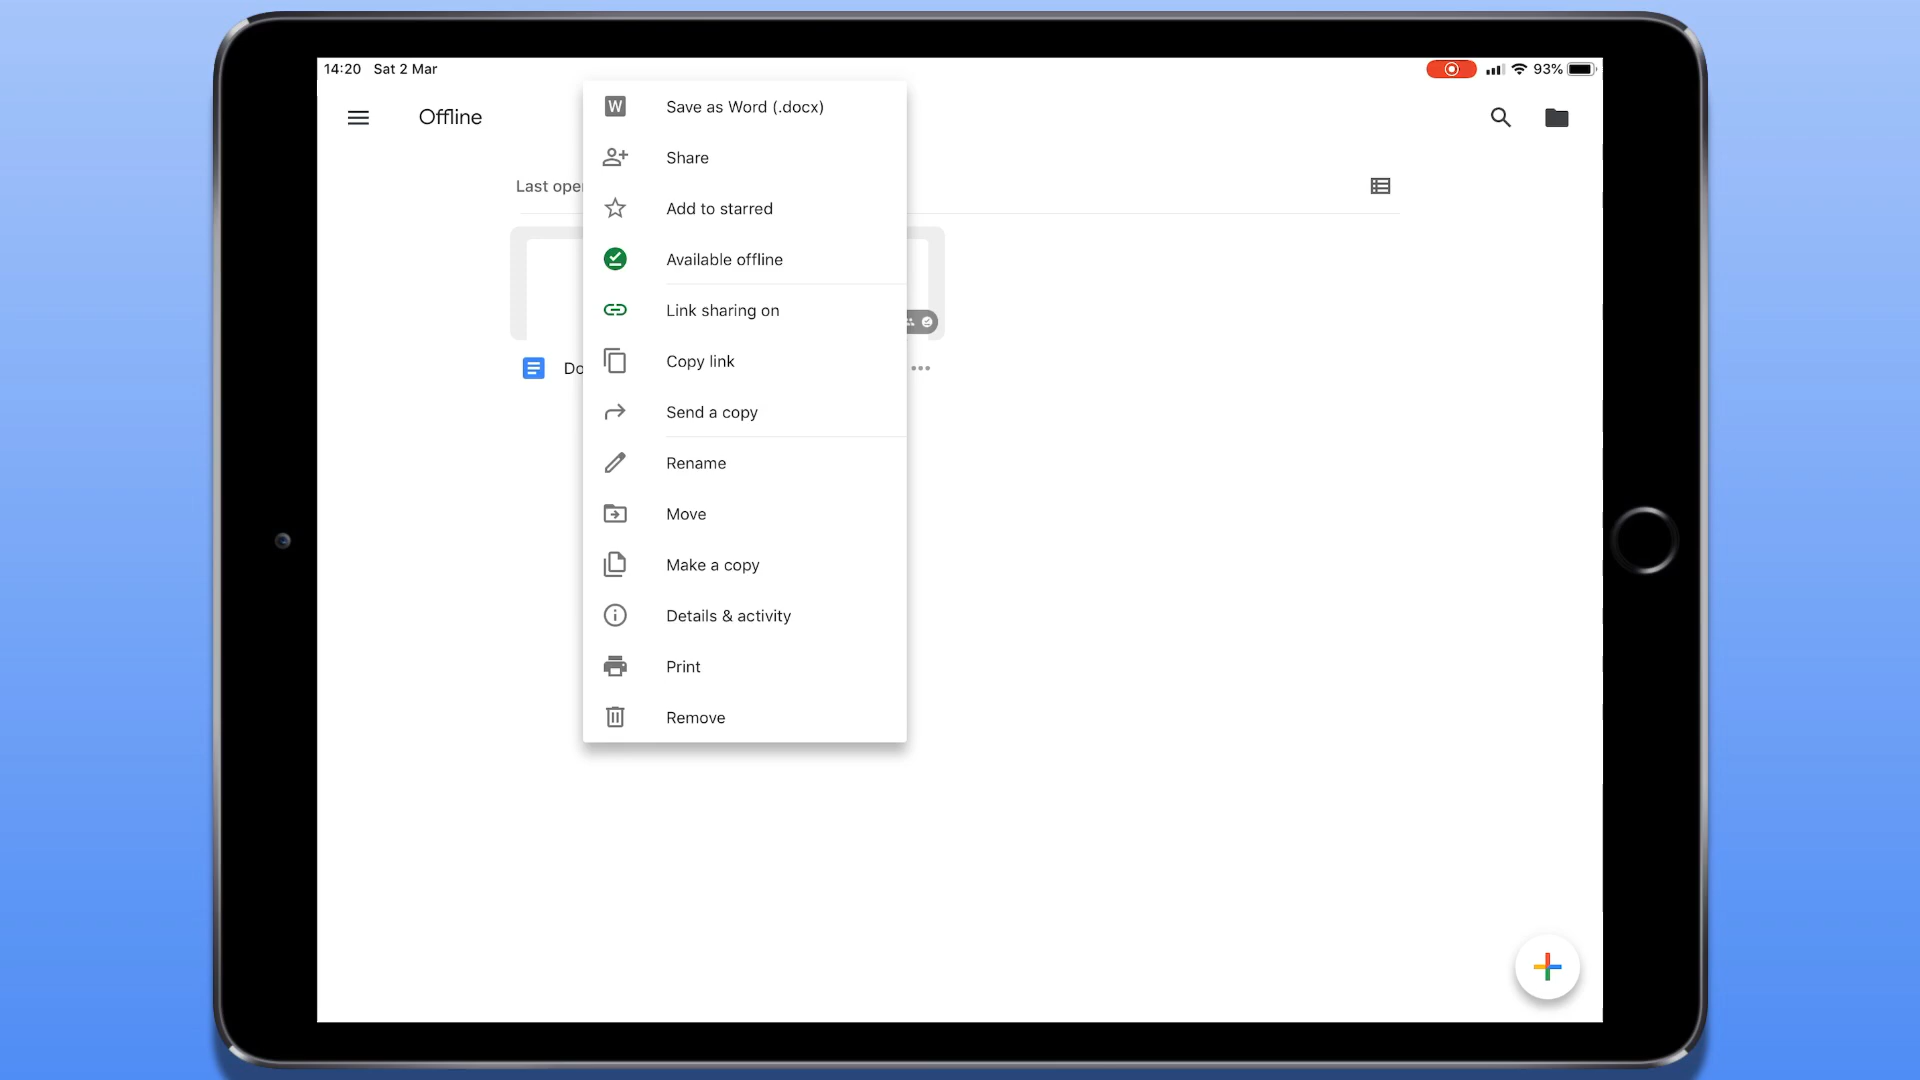 14:20 Sat 2 Mar
93%
Offline
W Save as Word (.docx)
Share
Last ope
Add to starred
Available offline
Link sharing on
Copy link
Do
Send a copy
Rename
Move
Make a copy
Details & activity
Print
Remove